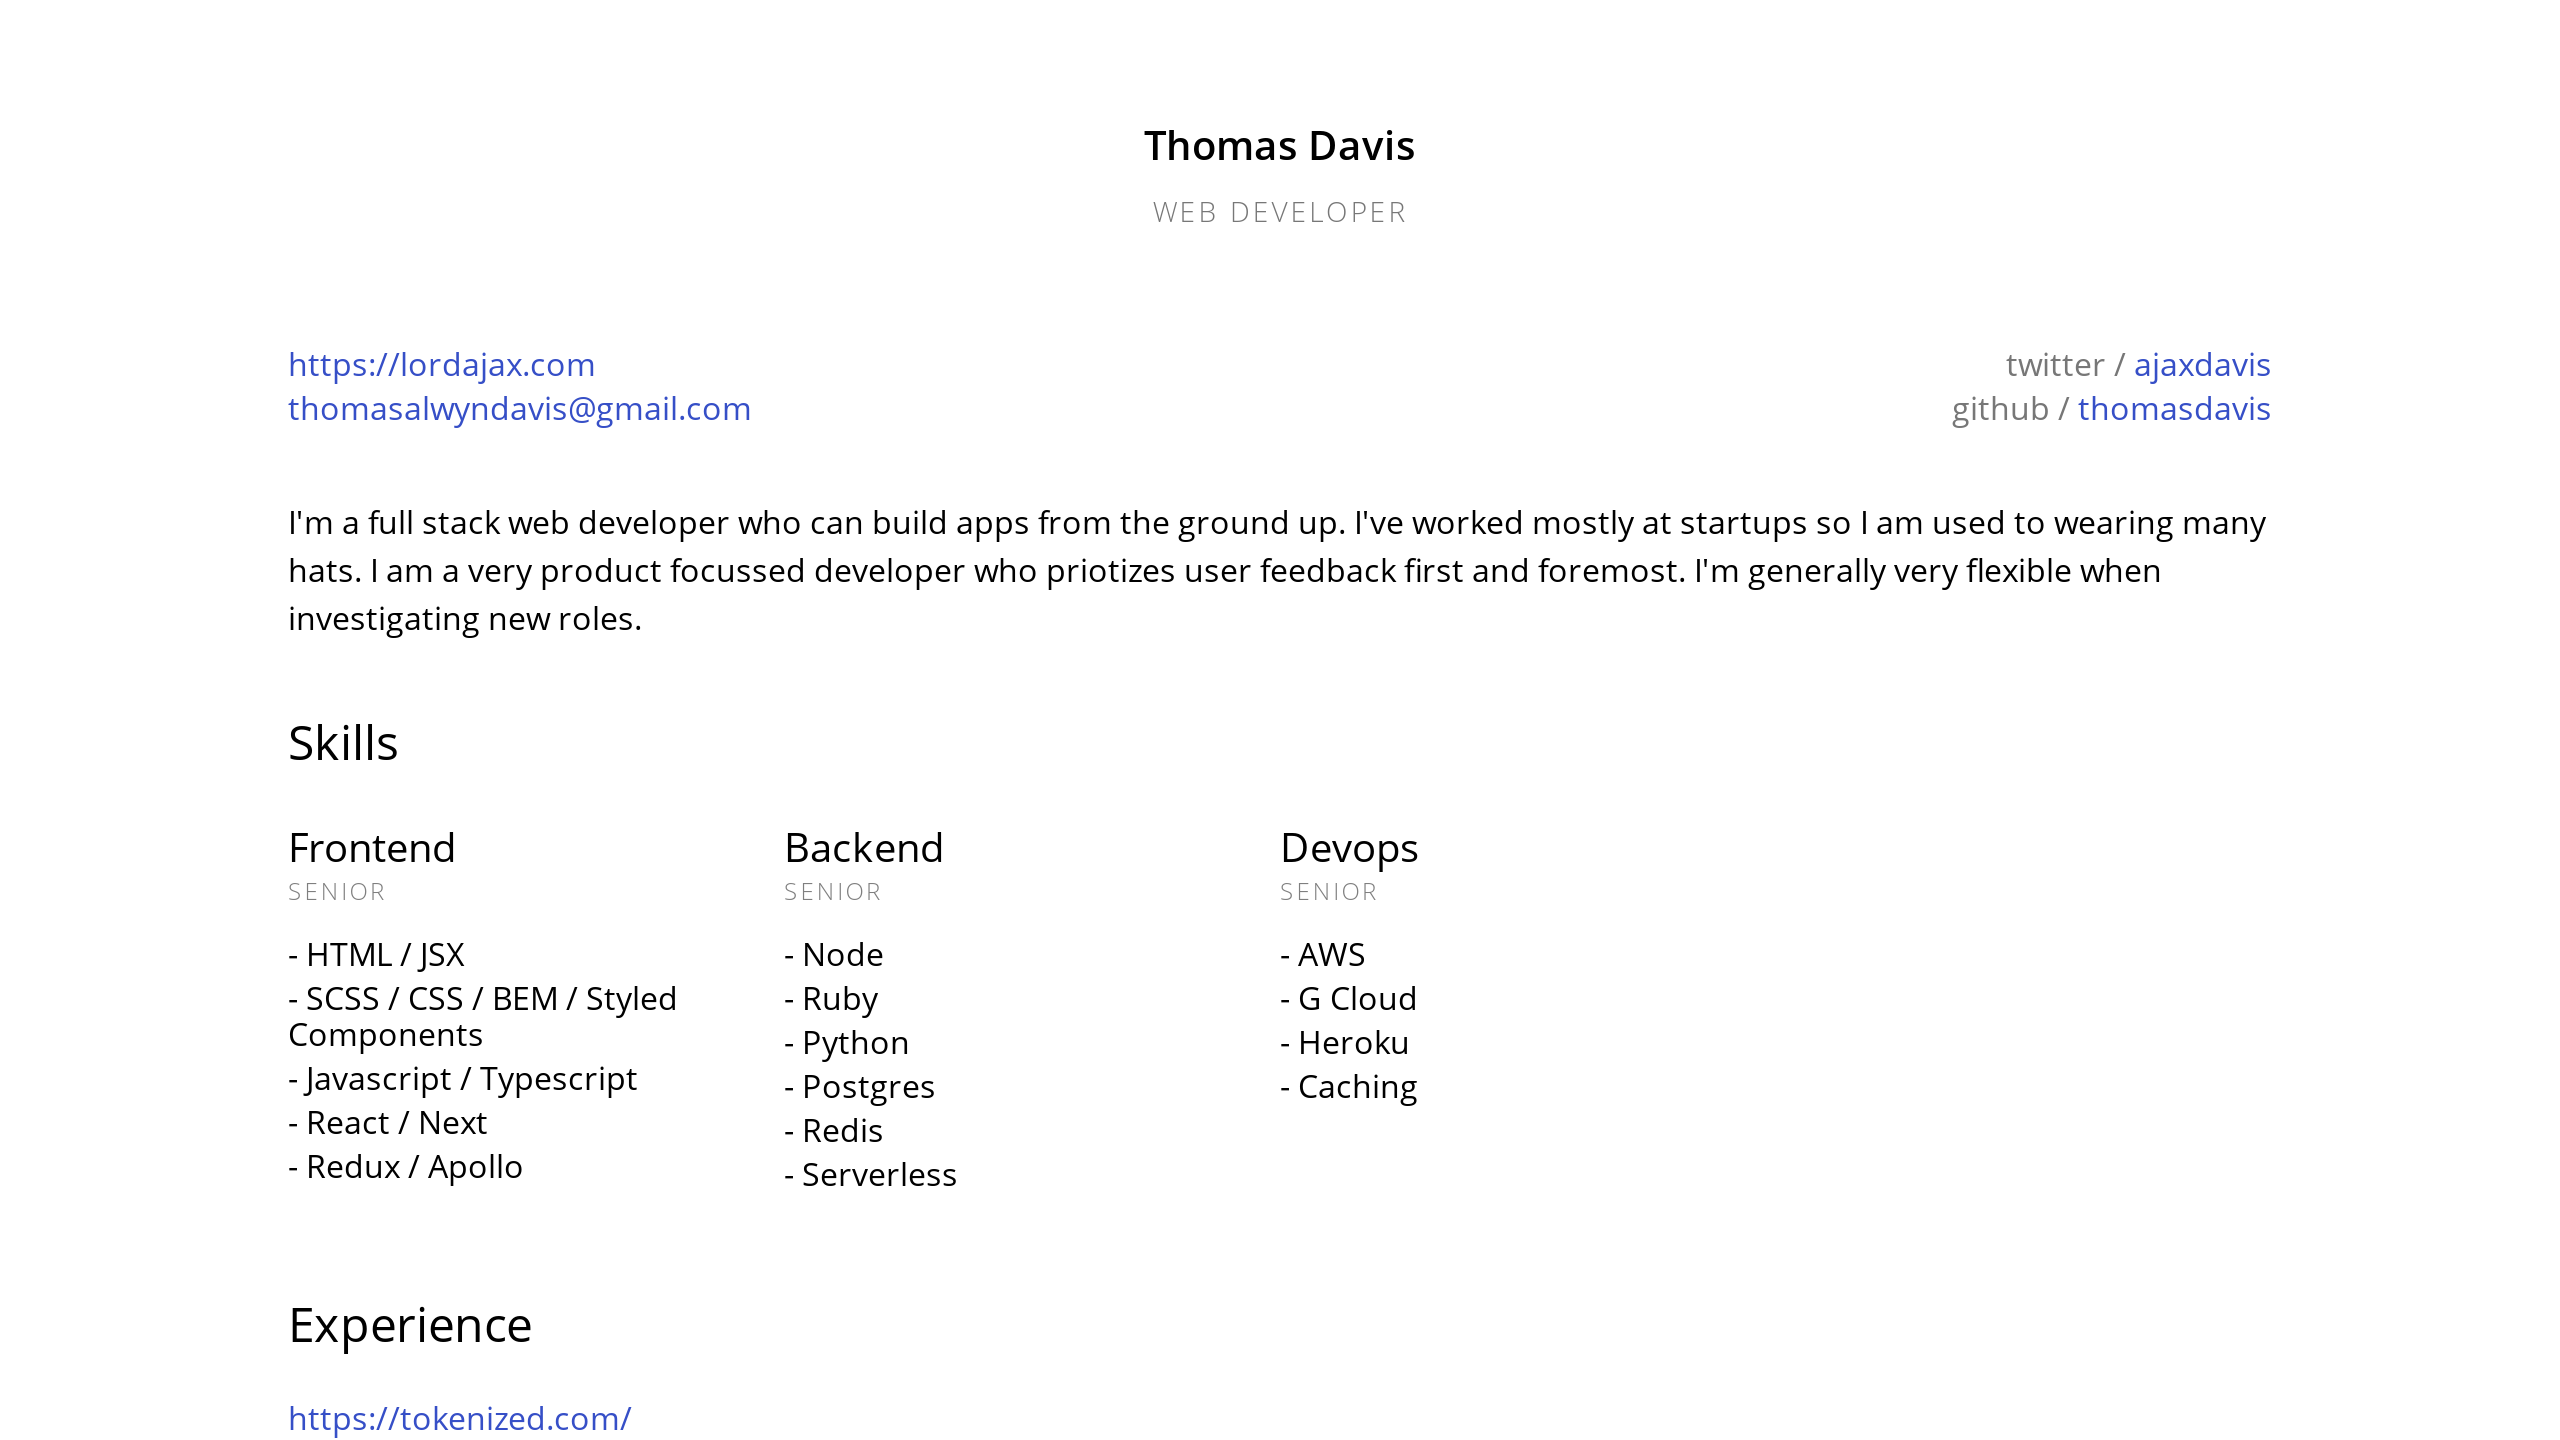 Thomas Davis
WEB DEVELOPER
https://lordajax.com
thomasalwyndavis@gmail.com
twitter / ajaxdavis
github / thomasdavis
I'm a full stack web developer who can build apps from the ground up. I've worked mostly at startups so I am used to wearing many
hats. I am a very product focussed developer who priotizes user feedback first and foremost. I'm generally very flexible when
investigating new roles.
Skills
Frontend
SENIOR
- HTML / JSX
- SCSS / CSS / BEM / Styled
Components
- Javascript / Typescript
- React / Next
- Redux / Apollo
Backend
SENIOR
- Node
- Ruby
- Python
- Postgres
- Redis
- Serverless
Devops
SENIOR
- AWS
- G Cloud
- Heroku
- Caching
Experience
https://tokenized.com/